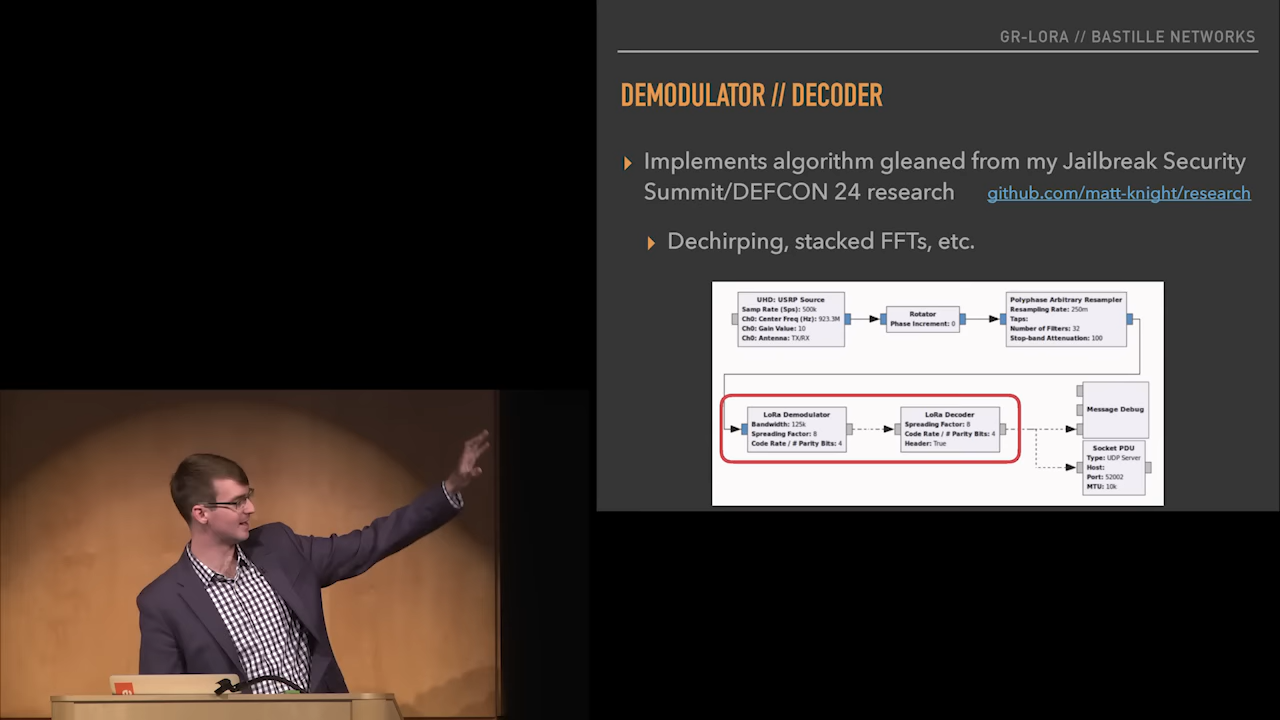 GR-LORA // BASTILLE NETWORKS
DEMODULATOR // DECODER
Implements algorithm gleaned from my Jailbreak Security
Summit/DEFCON 24 research github.com/matt-knight/research
Dechirping, stacked FFTs, etc.
UHD: USRP Source
Samp Rate (Sps): 500k
Ch0: Center Freq (Hz): 923.3M
Ch0: Gain Value: 10
Ch0: Antenna: TX/RX
Rotator
Phase Increment: 0
Polyphase Arbitrary Resampler
Resampling Rate: 250m
Taps:
Number of Filters: 32
Stop-band Attenuation: 100
LoRa Demodulator
Bandwidth: 125k
Spreading Factor: 8
Code Rate / # Parity Bits: 4
LoRa Decoder
Spreading Factor: 8
Code Rate / # Parity Bits: 4
Header: True
Message Debug
Socket PDU
Type: UDP Server
Host:
Port: 52002
MTU: 10k